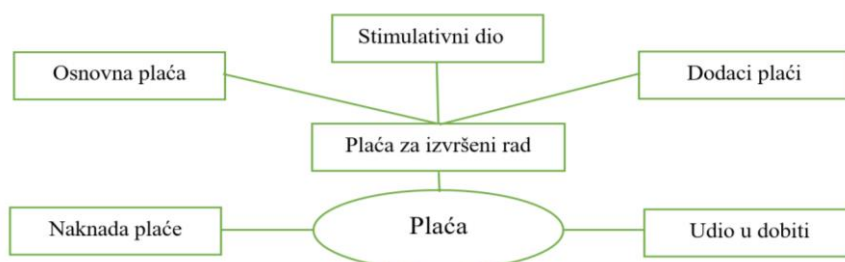 Stimulativni dio
Osnovna plaća
Dodaci plaći
Plaća za izvršeni rad
Naknada plaće
Plaća
Udio u dobiti